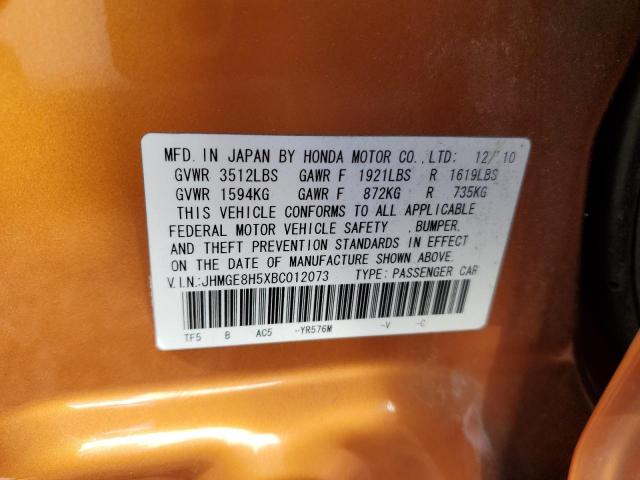 MFD. IN JAPAN BY HONDA MOTOR CO.,LTD: 12/'10
GVWR 3512LBS GAWR F 1921LBS R 1619LBS
GVWR 1594KG GAWR F 872KG R 735KG
THIS VEHICLE CONFORMS TO ALL APPLICABLE
FEDERAL MOTOR VEHICLE SAFETY ,BUMPER,
AND THEFT PREVENTION STANDARDS IN EFFECT
ON THE DATE OF MANUFACTURE SHOWN ABOVE.
V.I.N:JHMGE8H5XBC012073 TYPE: PASSENGER CAR
TF5 B AC5 -YR576M -V -C